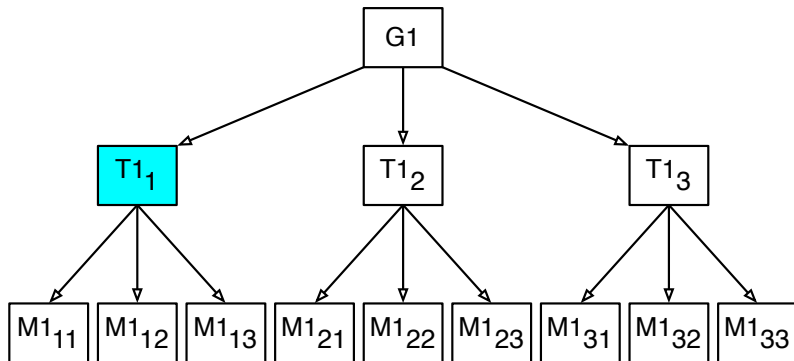 G1
T1₁ T1₂ T1₃
M1₁₁ M1₁₂ M1₁₃ M1₂₁ M1₂₂ M1₂₃ M1₃₁ M1₃₂ M1₃₃